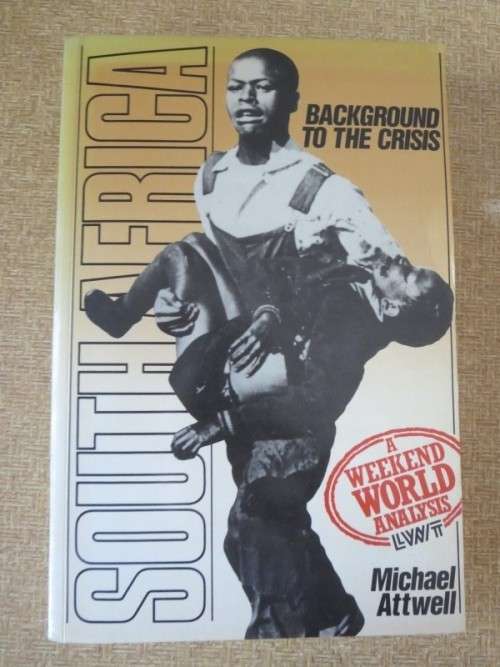 SOUTH AFRICA
BACKGROUND
TO THE CRISIS
A
WEEKEND
WORLD
ANALYSIS
LWT
Michael
Attwell